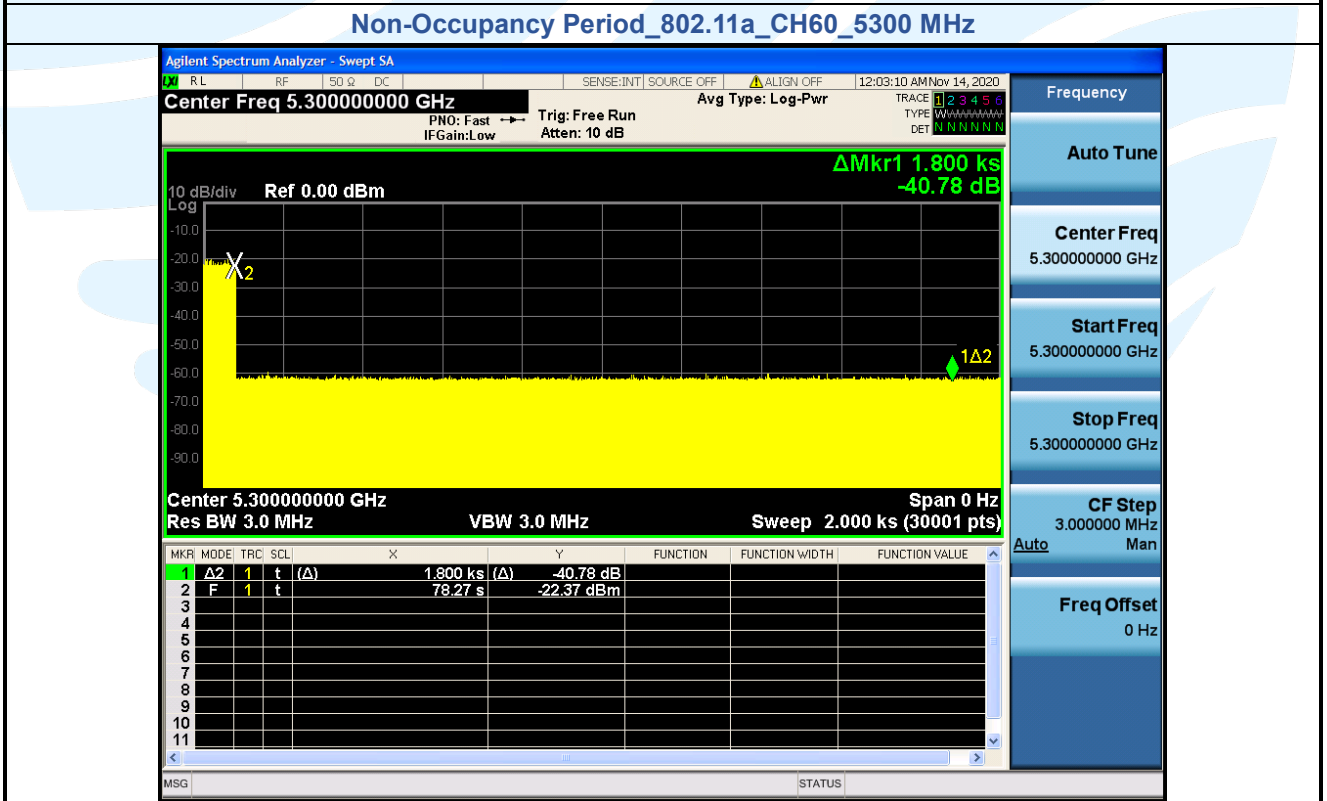 Non-Occupancy Period_802.11a_CH60_5300 MHz
Agilent Spectrum Analyzer - Swept SA
LXI RL RF 50 Ω DC SENSE:INT SOURCE OFF ALIGN OFF 12:03:10 AM Nov 14, 2020
Center Freq 5.300000000 GHz
PNO: Fast
IFGain:Low
Trig: Free Run
Atten: 10 dB
Avg Type: Log-Pwr
TRACE 1 2 3 4 5 6
TYPE WWWWWW
DET N N N N N N
ΔMkr1 1.800 ks
-40.78 dB
10 dB/div Ref 0.00 dBm
Log
-10.0
-20.0
-30.0
-40.0
-50.0
-60.0
-70.0
-80.0
-90.0
X2
1Δ2
Center 5.300000000 GHz Span 0 Hz
Res BW 3.0 MHz VBW 3.0 MHz Sweep 2.000 ks (30001 pts)
MKR MODE TRC SCL X Y FUNCTION FUNCTION WIDTH FUNCTION VALUE
1 Δ2 1 t (Δ) 1.800 ks (Δ) -40.78 dB
2 F 1 t 78.27 s -22.37 dBm
3
4
5
6
7
8
9
10
11
MSG STATUS
Frequency
Auto Tune
Center Freq
5.300000000 GHz
Start Freq
5.300000000 GHz
Stop Freq
5.300000000 GHz
CF Step
3.000000 MHz
Auto Man
Freq Offset
0 Hz